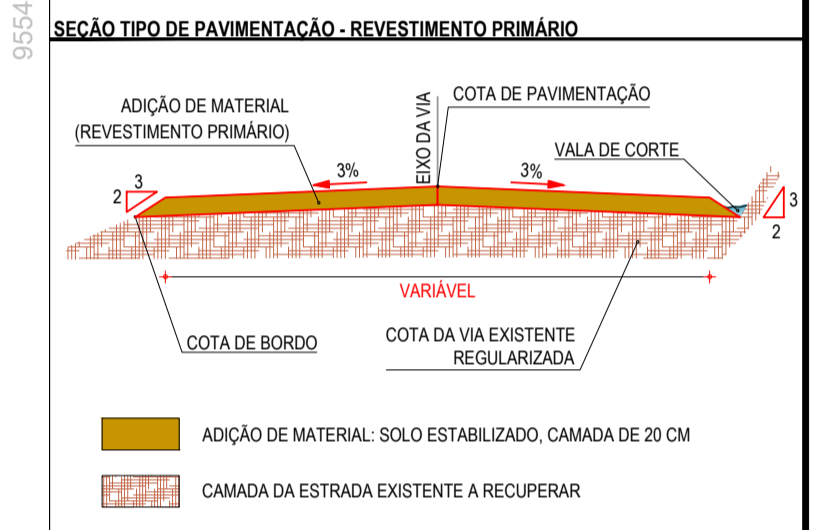 9554
SEÇÃO TIPO DE PAVIMENTAÇÃO - REVESTIMENTO PRIMÁRIO
ADIÇÃO DE MATERIAL
(REVESTIMENTO PRIMÁRIO)
EIXO DA VIA
COTA DE PAVIMENTAÇÃO
VALA DE CORTE
3
2
3%
3%
3
2
VARIÁVEL
COTA DE BORDO
COTA DA VIA EXISTENTE
REGULARIZADA
ADIÇÃO DE MATERIAL: SOLO ESTABILIZADO, CAMADA DE 20 CM
CAMADA DA ESTRADA EXISTENTE A RECUPERAR